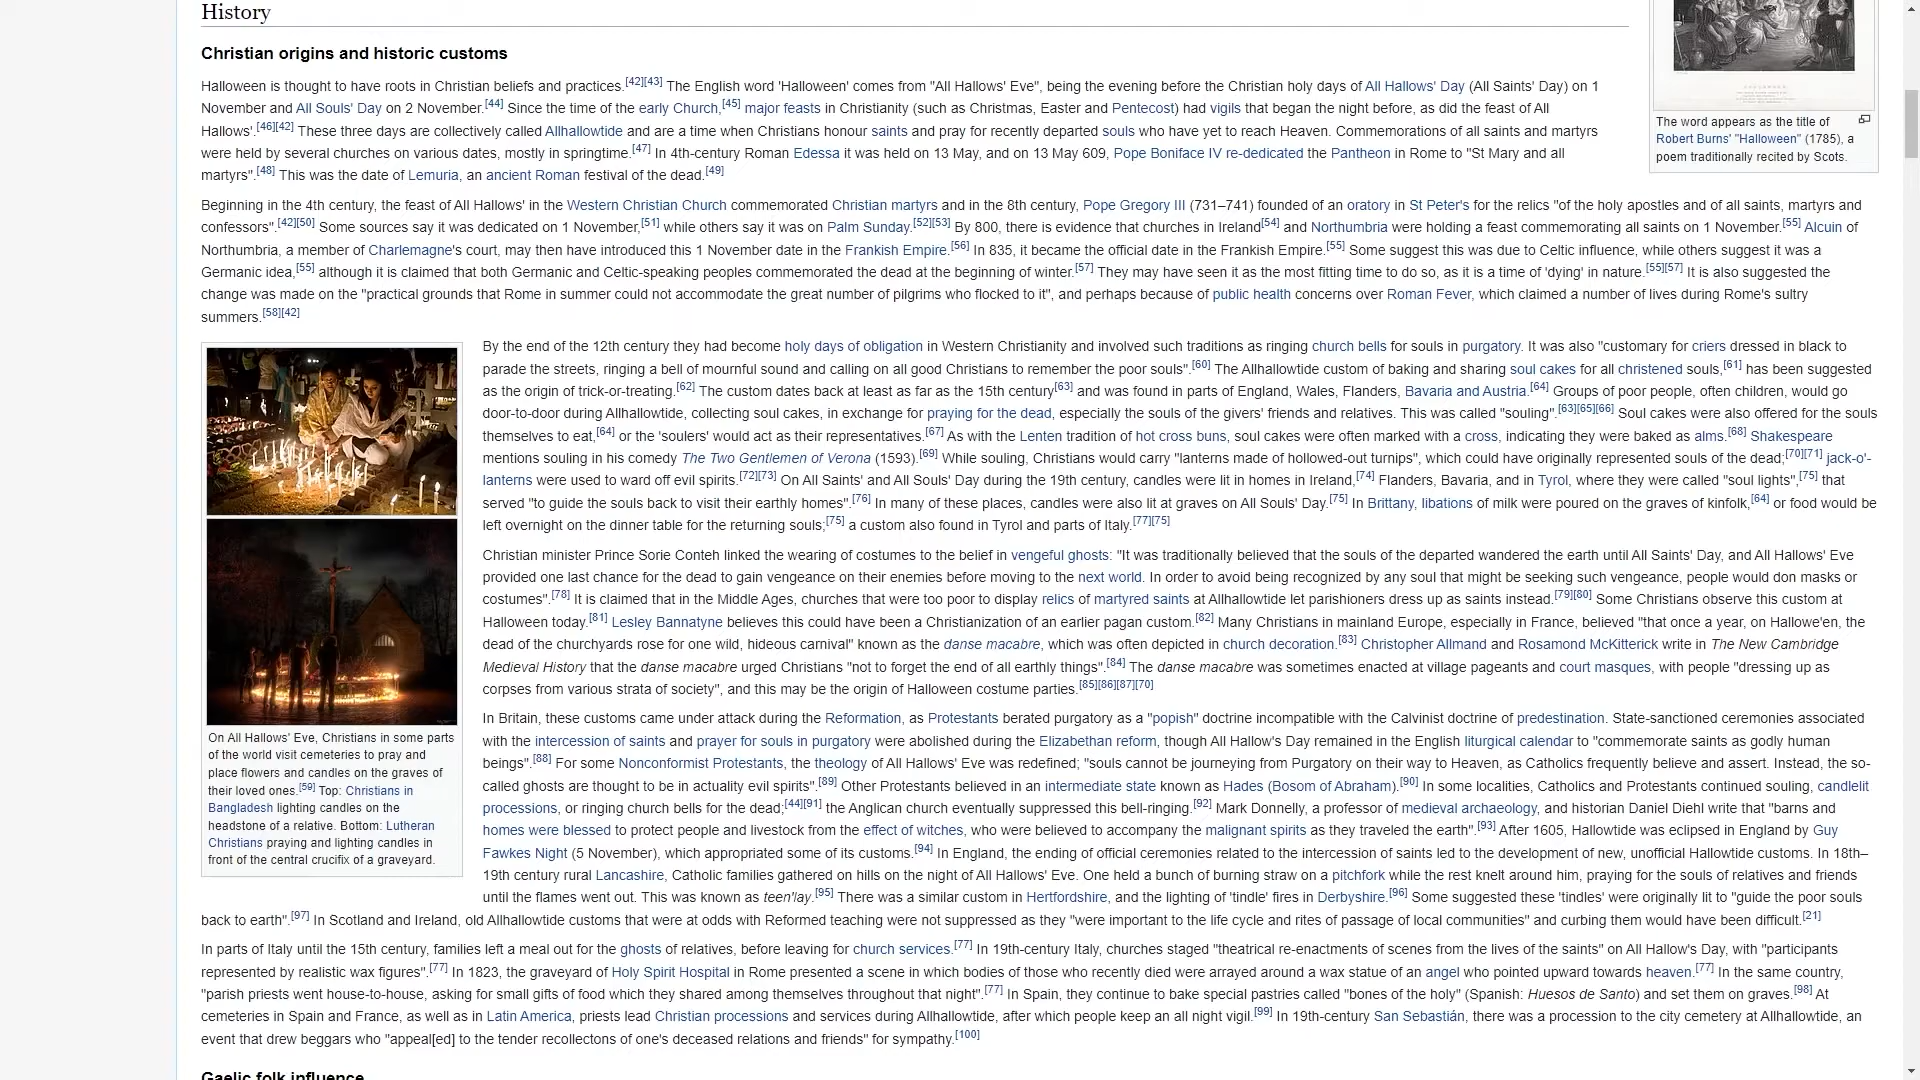 History
Christian origins and historic customs
Halloween is thought to have roots in Christian beliefs and practices.[42][43] The English word 'Halloween' comes from "All Hallows' Eve", being the evening before the Christian holy days of All Hallows' Day (All Saints' Day) on 1
November and All Souls' Day on 2 November.[44] Since the time of the early Church,[45] major feasts in Christianity (such as Christmas, Easter and Pentecost) had vigils that began the night before, as did the feast of All
Hallows'.[46][42] These three days are collectively called Allhallowtide and are a time when Christians honour saints and pray for recently departed souls who have yet to reach Heaven. Commemorations of all saints and martyrs
were held by several churches on various dates, mostly in springtime.[47] In 4th-century Roman Edessa it was held on 13 May, and on 13 May 609, Pope Boniface IV re-dedicated the Pantheon in Rome to "St Mary and all
martyrs".[48] This was the date of Lemuria, an ancient Roman festival of the dead.[49]
The word appears as the title of
Robert Burns' "Halloween" (1785), a
poem traditionally recited by Scots.
Beginning in the 4th century, the feast of All Hallows' in the Western Christian Church commemorated Christian martyrs and in the 8th century, Pope Gregory III (731–741) founded of an oratory in St Peter's for the relics "of the holy apostles and of all saints, martyrs and
confessors".[42][50] Some sources say it was dedicated on 1 November,[51] while others say it was on Palm Sunday.[52][53] By 800, there is evidence that churches in Ireland[54] and Northumbria were holding a feast commemorating all saints on 1 November.[55] Alcuin of
Northumbria, a member of Charlemagne's court, may then have introduced this 1 November date in the Frankish Empire.[56] In 835, it became the official date in the Frankish Empire.[55] Some suggest this was due to Celtic influence, while others suggest it was a
Germanic idea,[55] although it is claimed that both Germanic and Celtic-speaking peoples commemorated the dead at the beginning of winter.[57] They may have seen it as the most fitting time to do so, as it is a time of 'dying' in nature.[55][57] It is also suggested the
change was made on the "practical grounds that Rome in summer could not accommodate the great number of pilgrims who flocked to it", and perhaps because of public health concerns over Roman Fever, which claimed a number of lives during Rome's sultry
summers.[58][42]
By the end of the 12th century they had become holy days of obligation in Western Christianity and involved such traditions as ringing church bells for souls in purgatory. It was also "customary for criers dressed in black to
parade the streets, ringing a bell of mournful sound and calling on all good Christians to remember the poor souls".[60] The Allhallowtide custom of baking and sharing soul cakes for all christened souls,[61] has been suggested
as the origin of trick-or-treating.[62] The custom dates back at least as far as the 15th century[63] and was found in parts of England, Wales, Flanders, Bavaria and Austria.[64] Groups of poor people, often children, would go
door-to-door during Allhallowtide, collecting soul cakes, in exchange for praying for the dead, especially the souls of the givers' friends and relatives. This was called "souling".[63][65][66] Soul cakes were also offered for the souls
themselves to eat,[64] or the 'soulers' would act as their representatives.[67] As with the Lenten tradition of hot cross buns, soul cakes were often marked with a cross, indicating they were baked as alms.[68] Shakespeare
mentions souling in his comedy The Two Gentlemen of Verona (1593).[69] While souling, Christians would carry "lanterns made of hollowed-out turnips", which could have originally represented souls of the dead;[70][71] jack-o'-
lanterns were used to ward off evil spirits.[72][73] On All Saints' and All Souls' Day during the 19th century, candles were lit in homes in Ireland,[74] Flanders, Bavaria, and in Tyrol, where they were called "soul lights",[75] that
served "to guide the souls back to visit their earthly homes".[76] In many of these places, candles were also lit at graves on All Souls' Day.[75] In Brittany, libations of milk were poured on the graves of kinfolk,[64] or food would be
left overnight on the dinner table for the returning souls;[75] a custom also found in Tyrol and parts of Italy.[77][75]
Christian minister Prince Sorie Conteh linked the wearing of costumes to the belief in vengeful ghosts: "It was traditionally believed that the souls of the departed wandered the earth until All Saints' Day, and All Hallows' Eve
provided one last chance for the dead to gain vengeance on their enemies before moving to the next world. In order to avoid being recognized by any soul that might be seeking such vengeance, people would don masks or
costumes".[78] It is claimed that in the Middle Ages, churches that were too poor to display relics of martyred saints at Allhallowtide let parishioners dress up as saints instead.[79][80] Some Christians observe this custom at
Halloween today.[81] Lesley Bannatyne believes this could have been a Christianization of an earlier pagan custom.[82] Many Christians in mainland Europe, especially in France, believed "that once a year, on Hallowe'en, the
dead of the churchyards rose for one wild, hideous carnival" known as the danse macabre, which was often depicted in church decoration.[83] Christopher Allmand and Rosamond McKitterick write in The New Cambridge
Medieval History that the danse macabre urged Christians "not to forget the end of all earthly things".[84] The danse macabre was sometimes enacted at village pageants and court masques, with people "dressing up as
corpses from various strata of society", and this may be the origin of Halloween costume parties.[85][86][87][70]
On All Hallows' Eve, Christians in some parts
of the world visit cemeteries to pray and
place flowers and candles on the graves of
their loved ones.[59] Top: Christians in
Bangladesh lighting candles on the
headstone of a relative. Bottom: Lutheran
Christians praying and lighting candles in
front of the central crucifix of a graveyard.
In Britain, these customs came under attack during the Reformation, as Protestants berated purgatory as a "popish" doctrine incompatible with the Calvinist doctrine of predestination. State-sanctioned ceremonies associated
with the intercession of saints and prayer for souls in purgatory were abolished during the Elizabethan reform, though All Hallow's Day remained in the English liturgical calendar to "commemorate saints as godly human
beings".[88] For some Nonconformist Protestants, the theology of All Hallows' Eve was redefined; "souls cannot be journeying from Purgatory on their way to Heaven, as Catholics frequently believe and assert. Instead, the so-
called ghosts are thought to be in actuality evil spirits".[89] Other Protestants believed in an intermediate state known as Hades (Bosom of Abraham).[90] In some localities, Catholics and Protestants continued souling, candlelit
processions, or ringing church bells for the dead;[44][91] the Anglican church eventually suppressed this bell-ringing.[92] Mark Donnelly, a professor of medieval archaeology, and historian Daniel Diehl write that "barns and
homes were blessed to protect people and livestock from the effect of witches, who were believed to accompany the malignant spirits as they traveled the earth".[93] After 1605, Hallowtide was eclipsed in England by Guy
Fawkes Night (5 November), which appropriated some of its customs.[94] In England, the ending of official ceremonies related to the intercession of saints led to the development of new, unofficial Hallowtide customs. In 18th–
19th century rural Lancashire, Catholic families gathered on hills on the night of All Hallows' Eve. One held a bunch of burning straw on a pitchfork while the rest knelt around him, praying for the souls of relatives and friends
until the flames went out. This was known as teen'lay.[95] There was a similar custom in Hertfordshire, and the lighting of 'tindle' fires in Derbyshire.[96] Some suggested these 'tindles' were originally lit to "guide the poor souls
back to earth".[97] In Scotland and Ireland, old Allhallowtide customs that were at odds with Reformed teaching were not suppressed as they "were important to the life cycle and rites of passage of local communities" and curbing them would have been difficult.[21]
In parts of Italy until the 15th century, families left a meal out for the ghosts of relatives, before leaving for church services.[77] In 19th-century Italy, churches staged "theatrical re-enactments of scenes from the lives of the saints" on All Hallow's Day, with "participants
represented by realistic wax figures".[77] In 1823, the graveyard of Holy Spirit Hospital in Rome presented a scene in which bodies of those who recently died were arrayed around a wax statue of an angel who pointed upward towards heaven.[77] In the same country,
"parish priests went house-to-house, asking for small gifts of food which they shared among themselves throughout that night".[77] In Spain, they continue to bake special pastries called "bones of the holy" (Spanish: Huesos de Santo) and set them on graves.[98] At
cemeteries in Spain and France, as well as in Latin America, priests lead Christian processions and services during Allhallowtide, after which people keep an all night vigil.[99] In 19th-century San Sebastián, there was a procession to the city cemetery at Allhallowtide, an
event that drew beggars who "appeal[ed] to the tender recollectons of one's deceased relations and friends" for sympathy.[100]
Gaelic folk influence